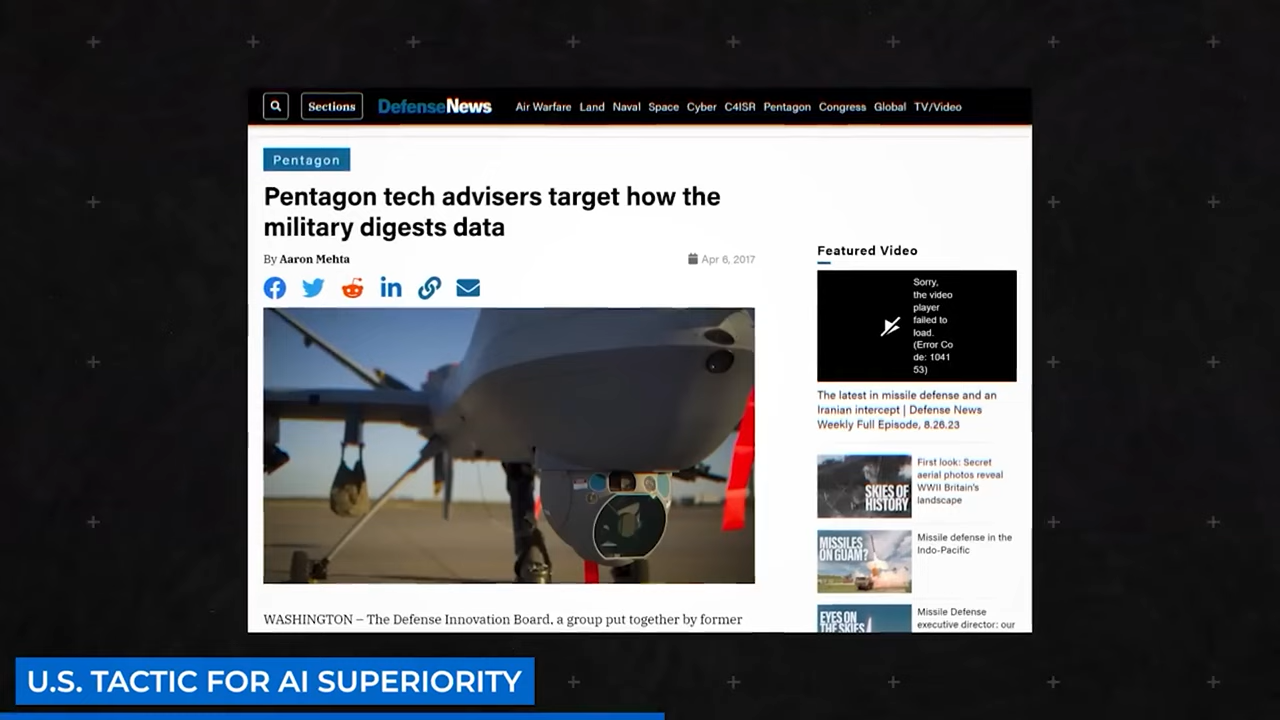 Sections
DefenseNews
Air Warfare Land Naval Space Cyber C4ISR Pentagon Congress Global TV/Video
Pentagon
Pentagon tech advisers target how the
military digests data
By Aaron Mehta
Apr 6, 2017
WASHINGTON – The Defense Innovation Board, a group put together by former
Featured Video
Sorry,
the video
player
failed to
load.
(Error Co
de: 1041
53)
The latest in missile defense and an
Iranian intercept | Defense News
Weekly Full Episode, 8.26.23
SKIES OF
HISTORY
First look: Secret
aerial photos reveal
WWII Britain's
landscape
MISSILES
ON GUAM?
Missile defense in the
Indo-Pacific
EYES ON
THE SKIES
Missile Defense
executive director: our
U.S. TACTIC FOR AI SUPERIORITY